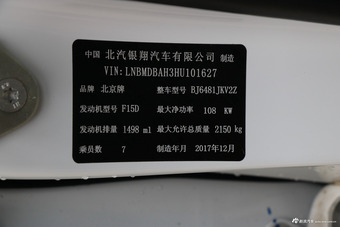 中国 北汽银翔汽车有限公司 制造
VIN:LNBMDBAH3HU101627
品牌 北京牌 整车型号 BJ6481JKV2Z
发动机型号 F15D 最大净功率 108 KW
发动机排量 1498 ml 最大允许总质量 2150 kg
乘员数 7 制造年月 2017年12月